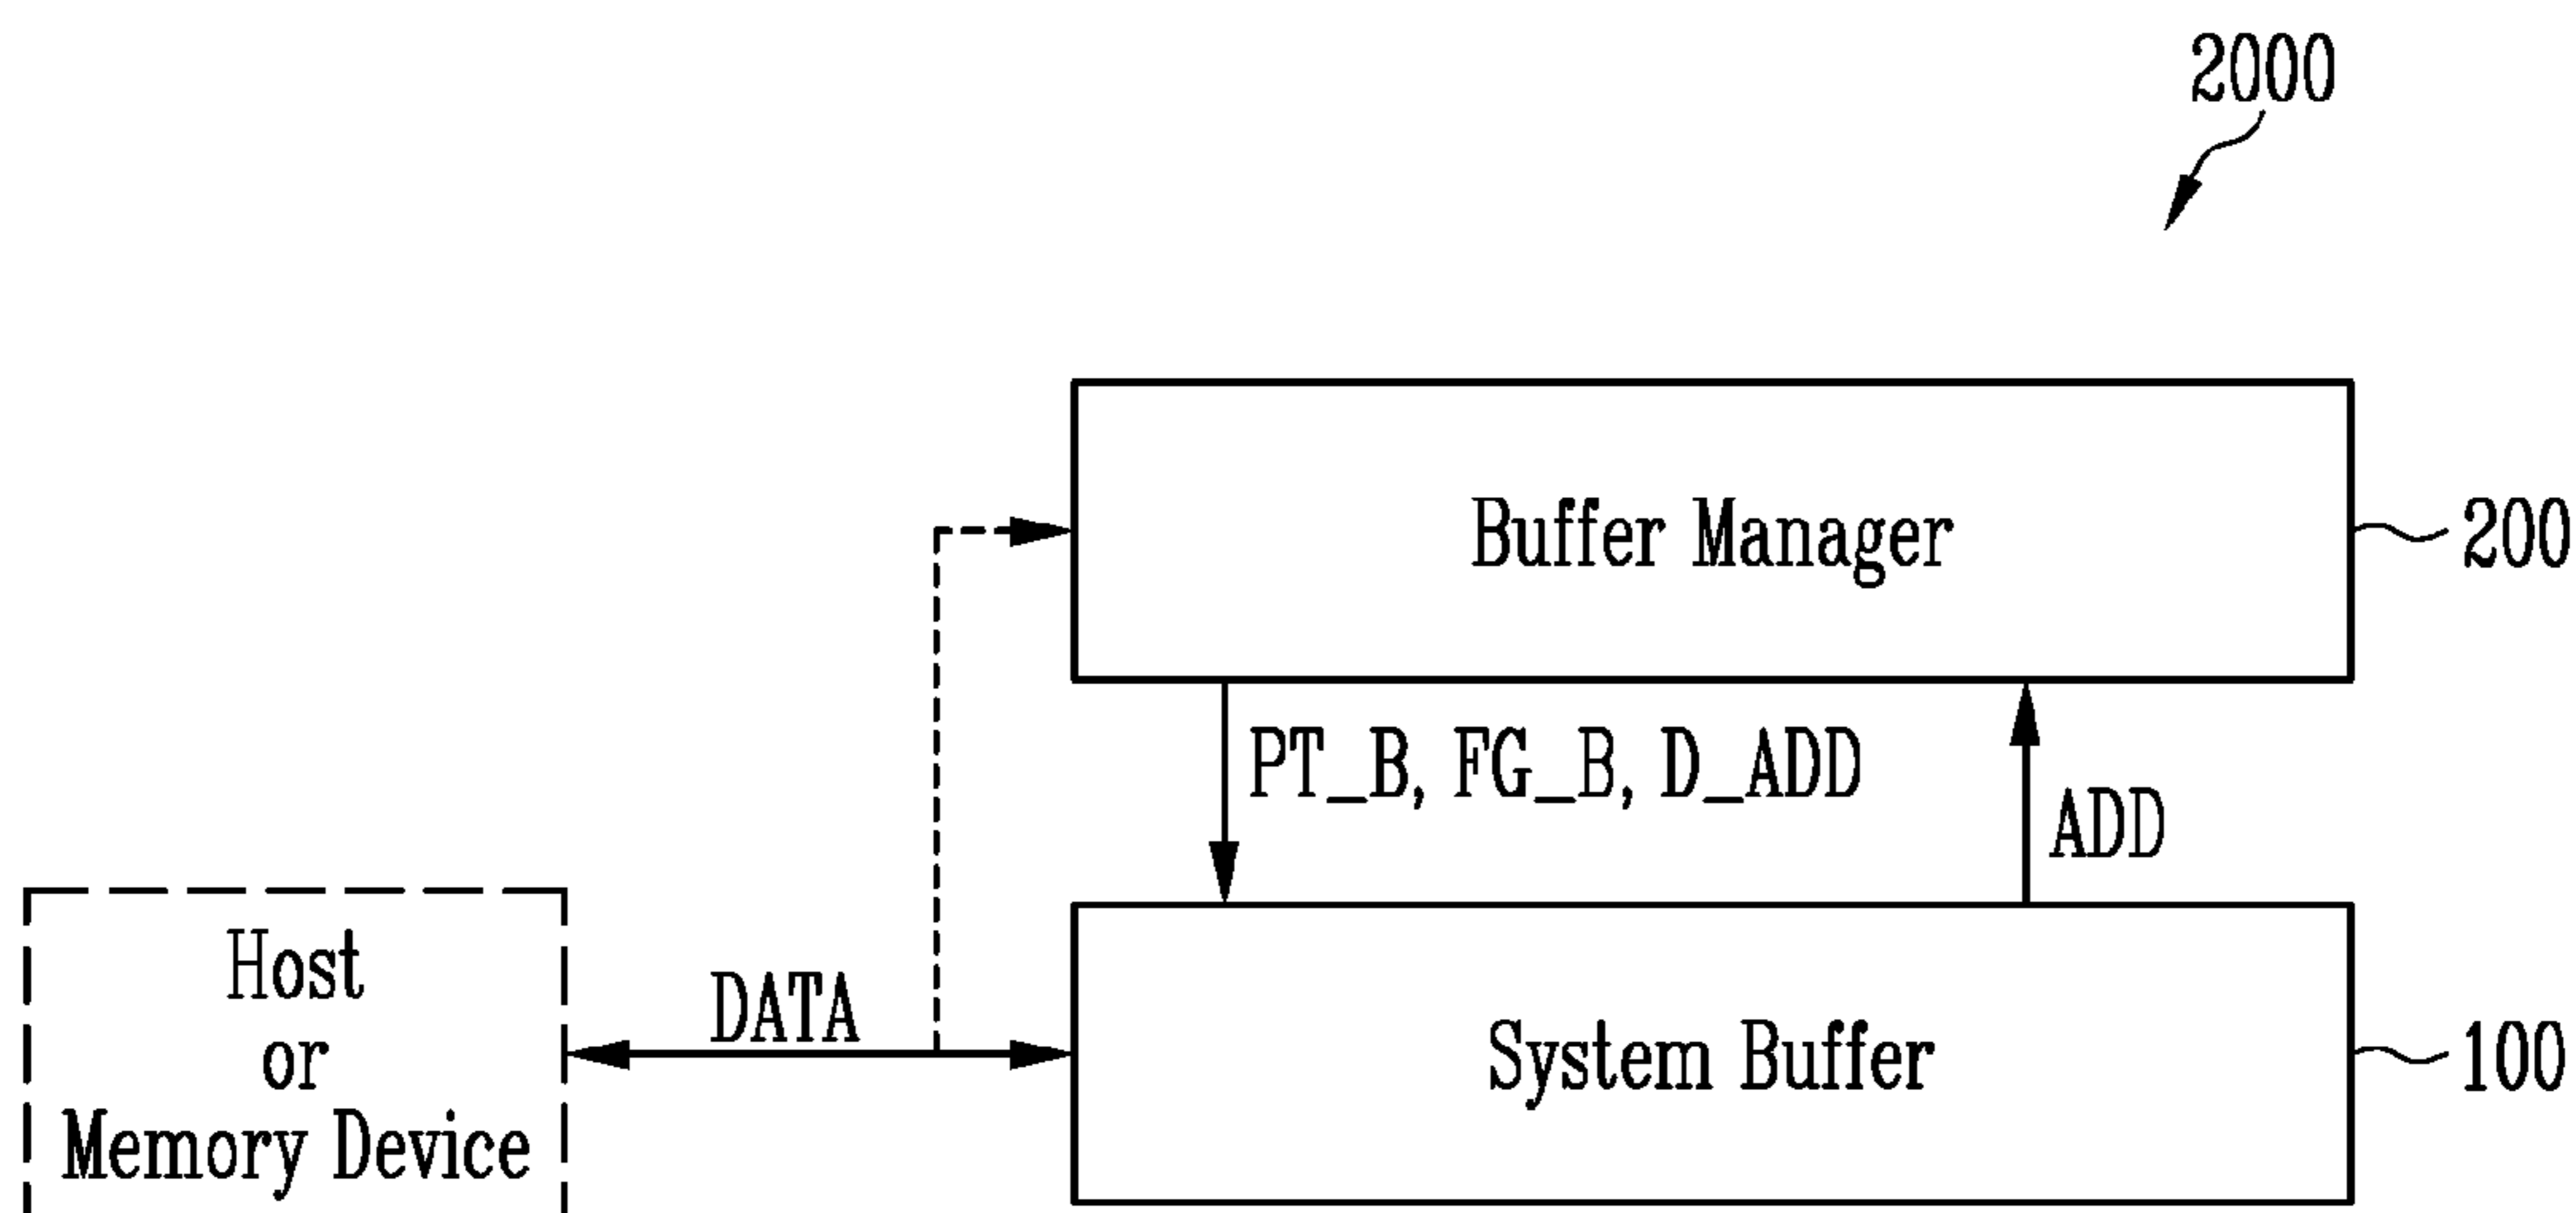 2000
Buffer Manager
200
PT_B, FG_B, D_ADD
ADD
Host
or
Memory Device
DATA
System Buffer
100